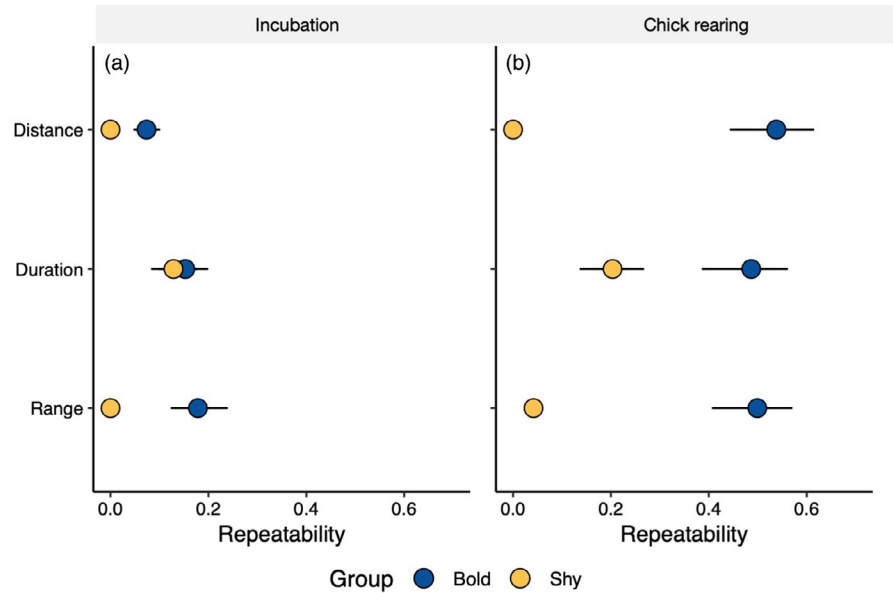 Incubation
Chick rearing
(a)
(b)
Distance
Duration
Range
0.0 0.2 0.4 0.6
0.0 0.2 0.4 0.6
Repeatability
Repeatability
Group Bold Shy